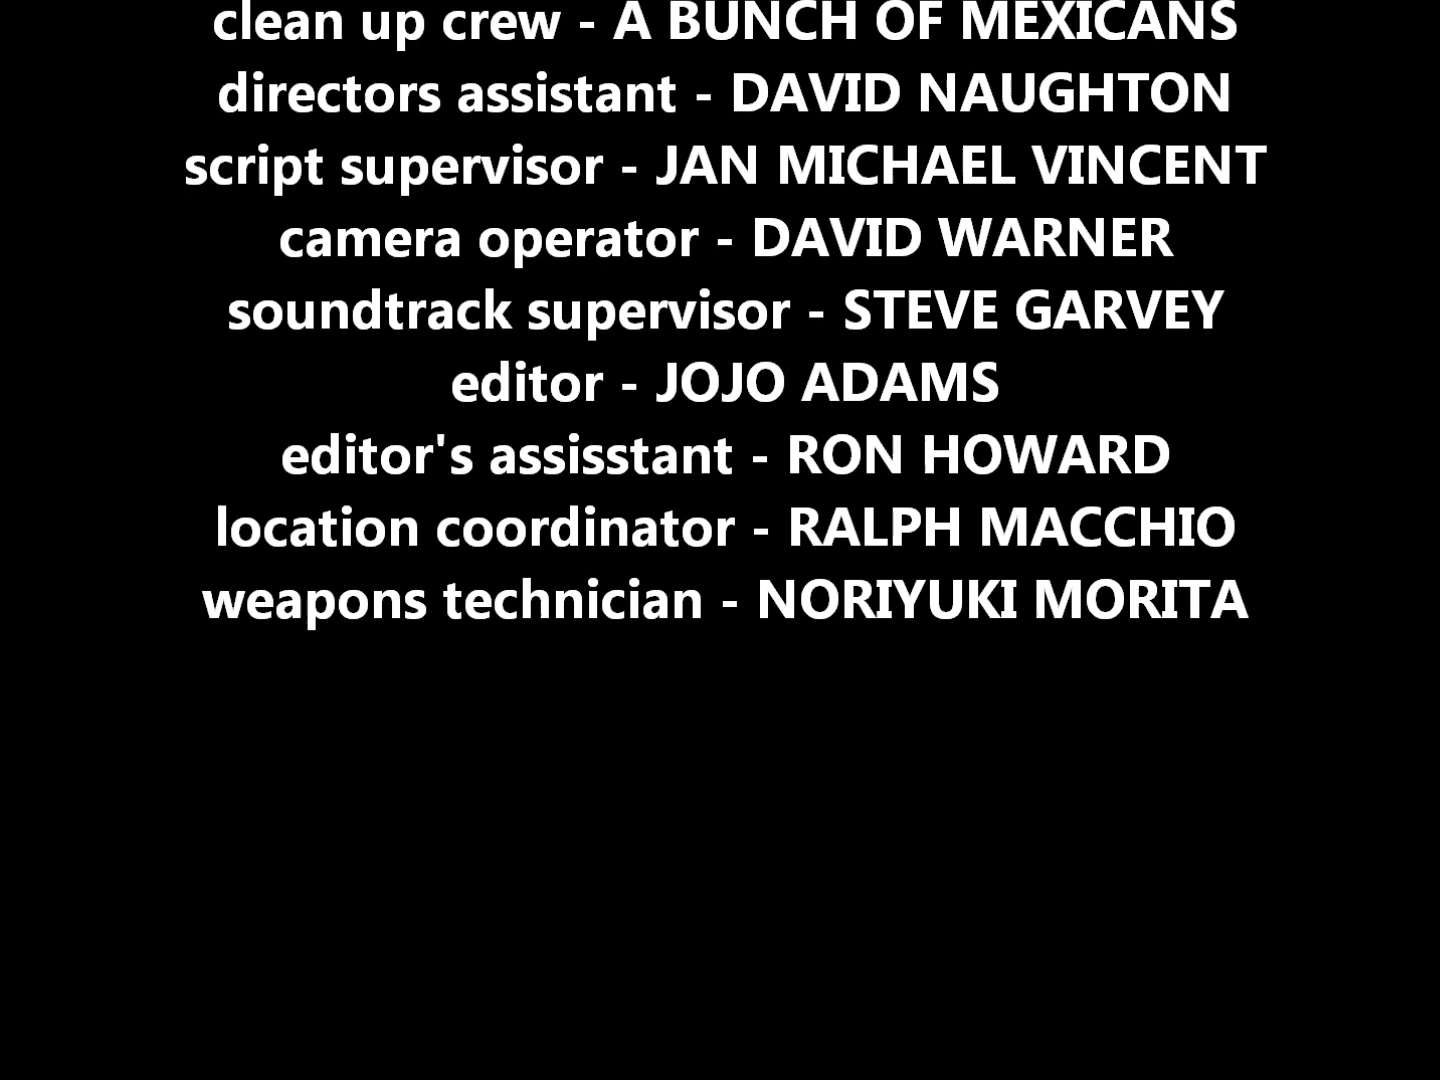 clean up crew - A BUNCH OF MEXICANS
directors assistant - DAVID NAUGHTON
script supervisor - JAN MICHAEL VINCENT
camera operator - DAVID WARNER
soundtrack supervisor - STEVE GARVEY
editor - JOJO ADAMS
editor's assisstant - RON HOWARD
location coordinator - RALPH MACCHIO
weapons technician - NORIYUKI MORITA